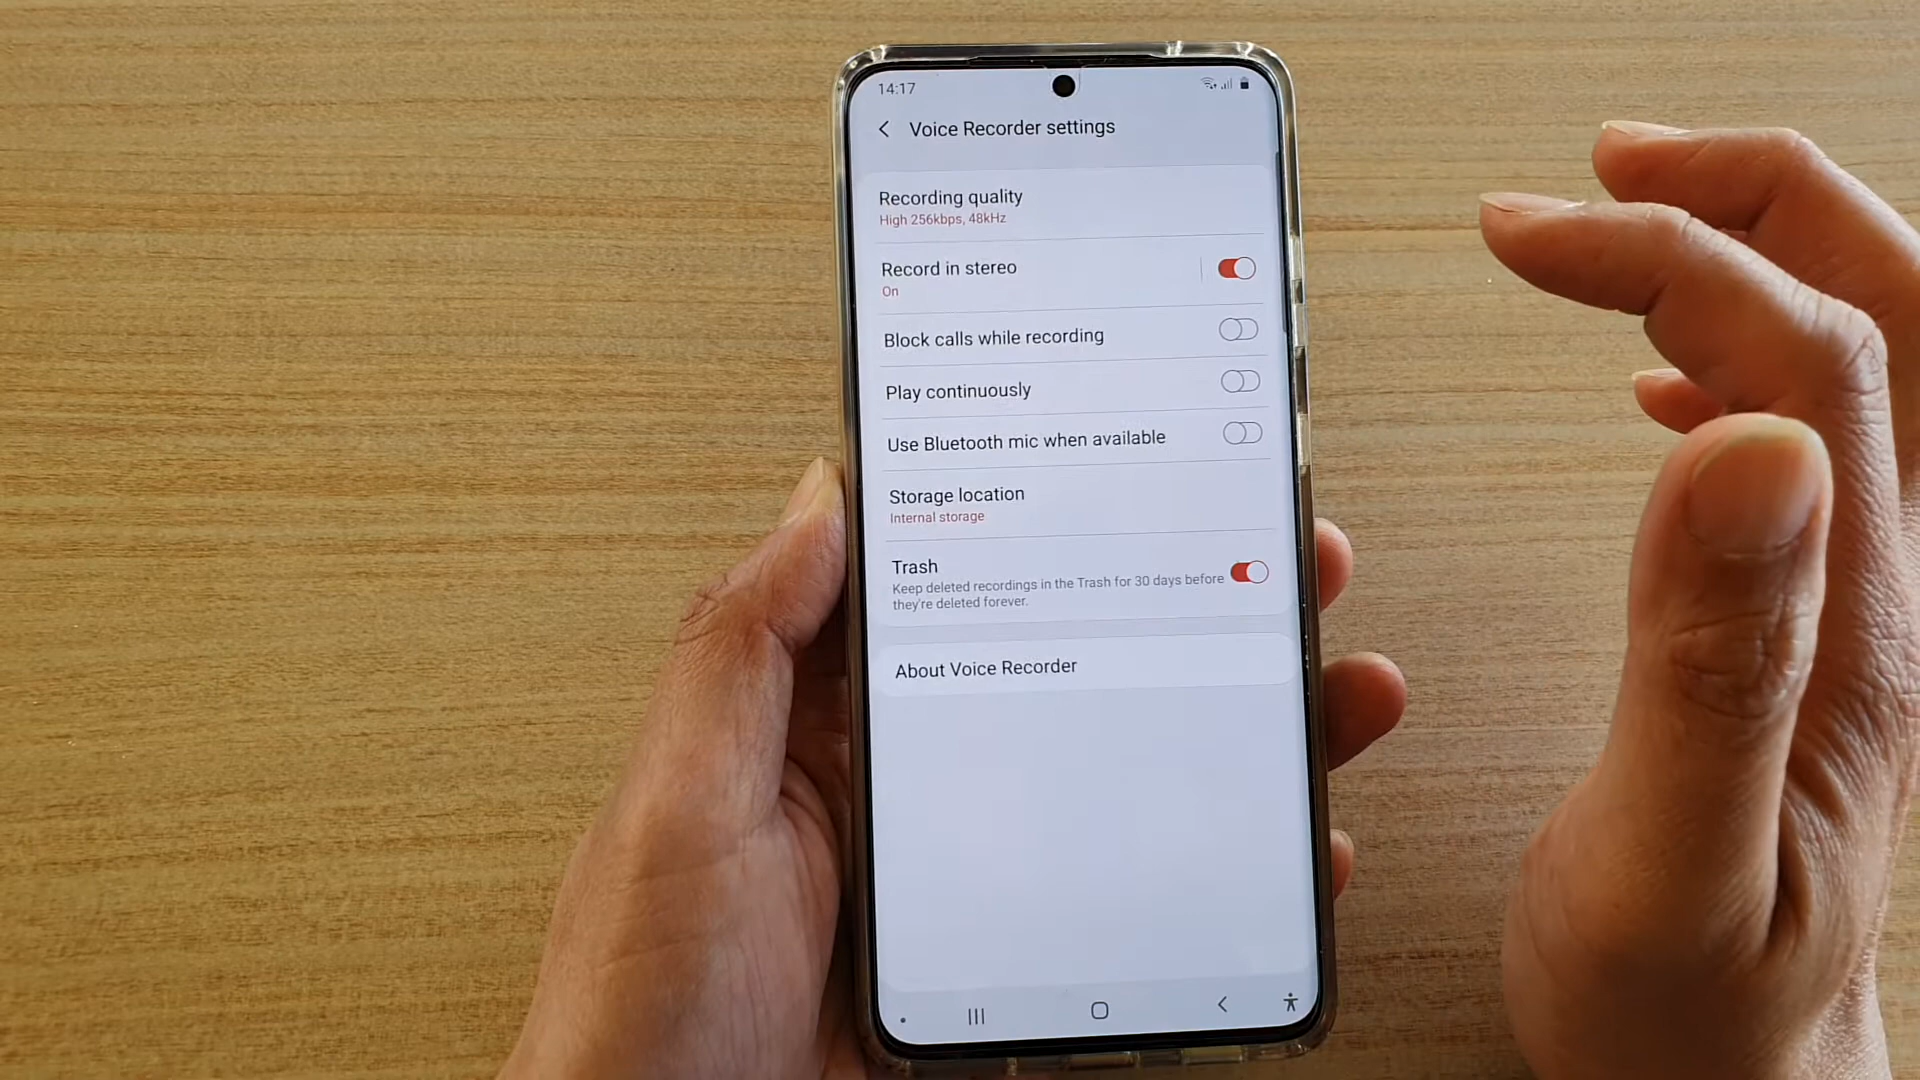 14:17
Voice Recorder settings
Recording quality
High 256kbps, 48kHz
Record in stereo
On
Block calls while recording
Play continuously
Use Bluetooth mic when available
Storage location
Internal storage
Trash
Keep deleted recordings in the Trash for 30 days before
they're deleted forever.
About Voice Recorder